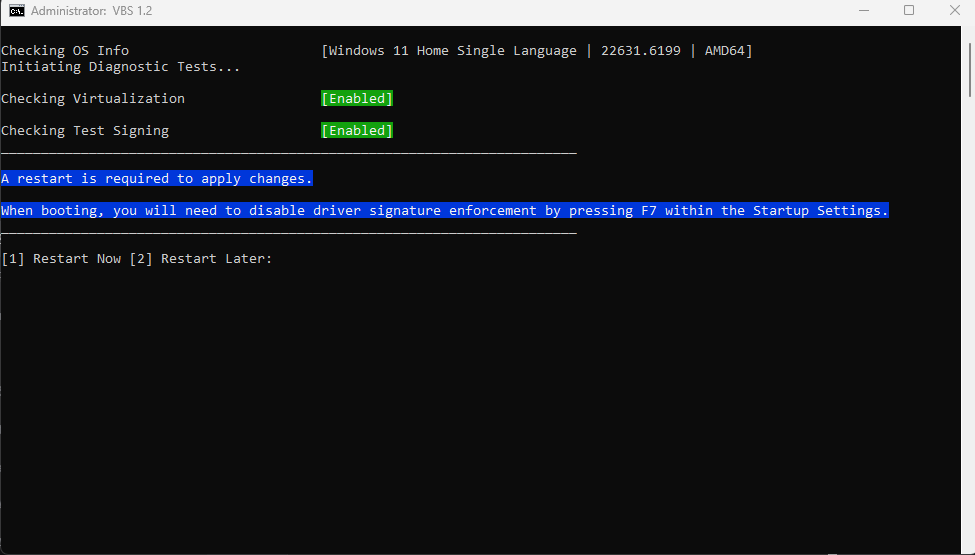 Administrator: VBS 1.2
Checking OS Info [Windows 11 Home Single Language | 22631.6199 | AMD64]
Initiating Diagnostic Tests...
Checking Virtualization [Enabled]
Checking Test Signing [Enabled]
A restart is required to apply changes.
When booting, you will need to disable driver signature enforcement by pressing F7 within the Startup Settings.
[1] Restart Now [2] Restart Later: